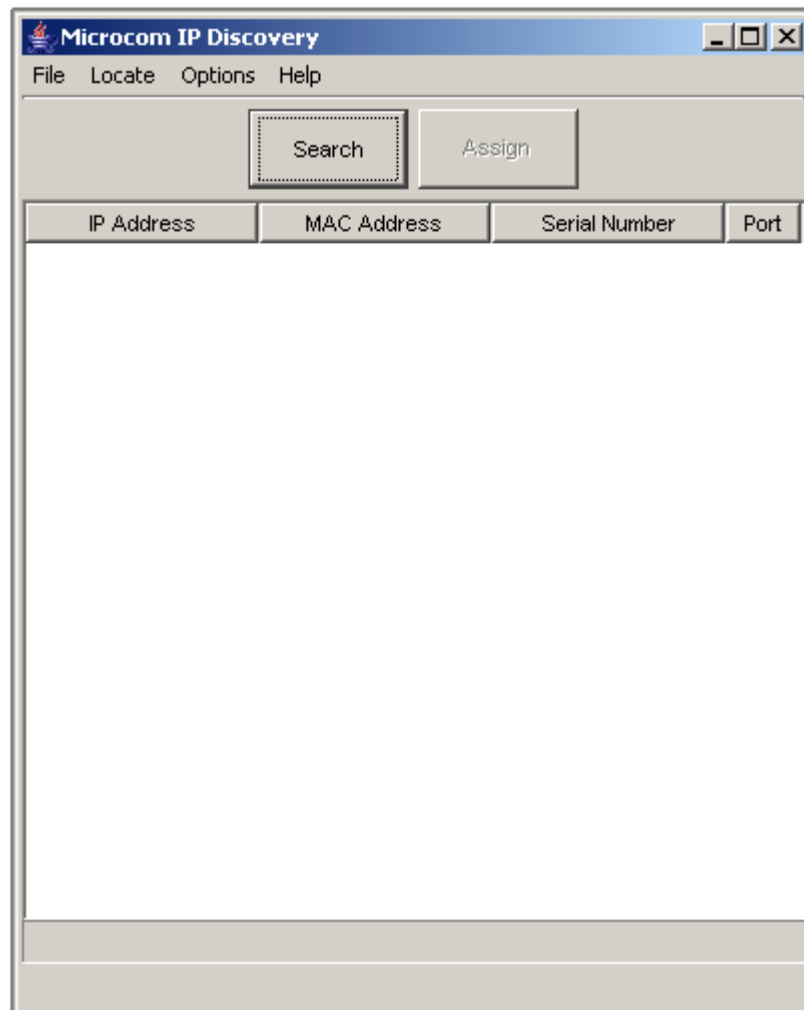 Microcom IP Discovery
File Locate Options Help
Search Assign
IP Address MAC Address Serial Number Port